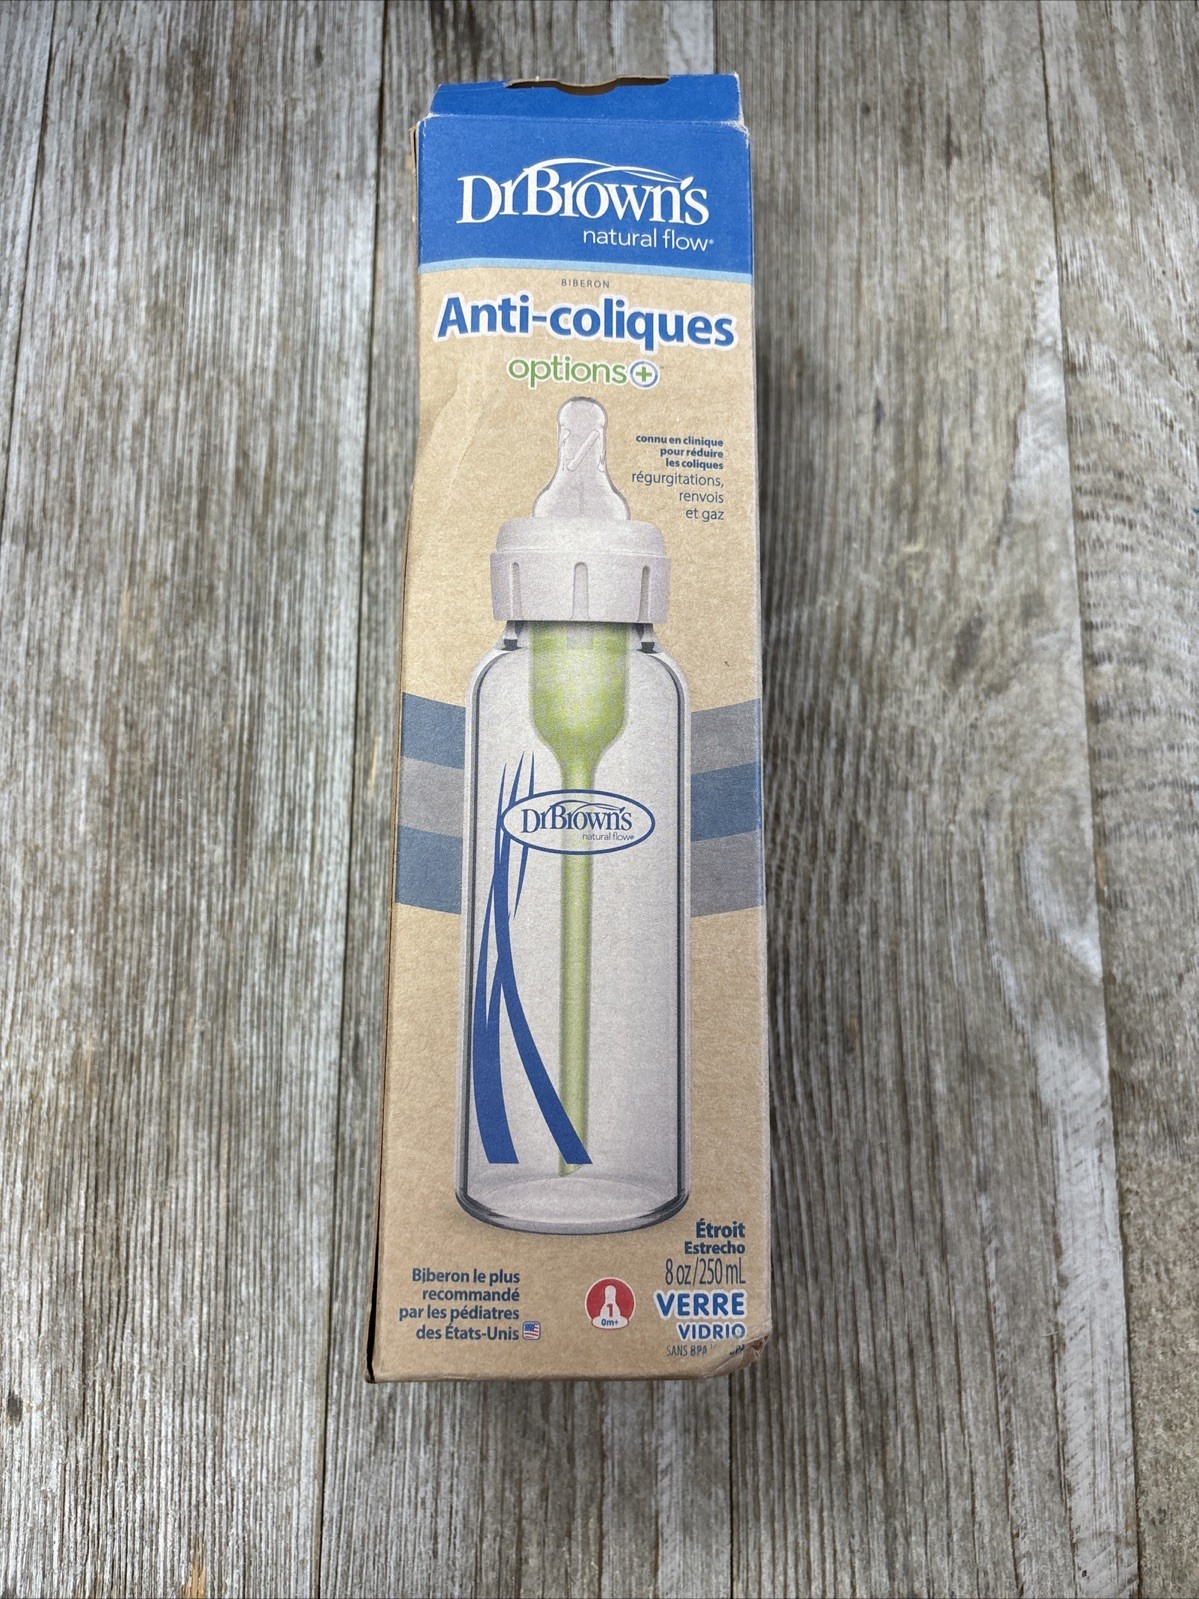 DrBrown's
natural flow®
BIBERON
Anti-coliques
options+
connu en clinique
pour réduire
les coliques
régurgitations,
renvois
et gaz
DrBrown's
natural flow®
Étroit
Estrecho
8 oz/250 mL
VERRE
VIDRIO
SANS BPA
Biberon le plus
recommandé
par les pédiatres
des États-Unis
1
0m+